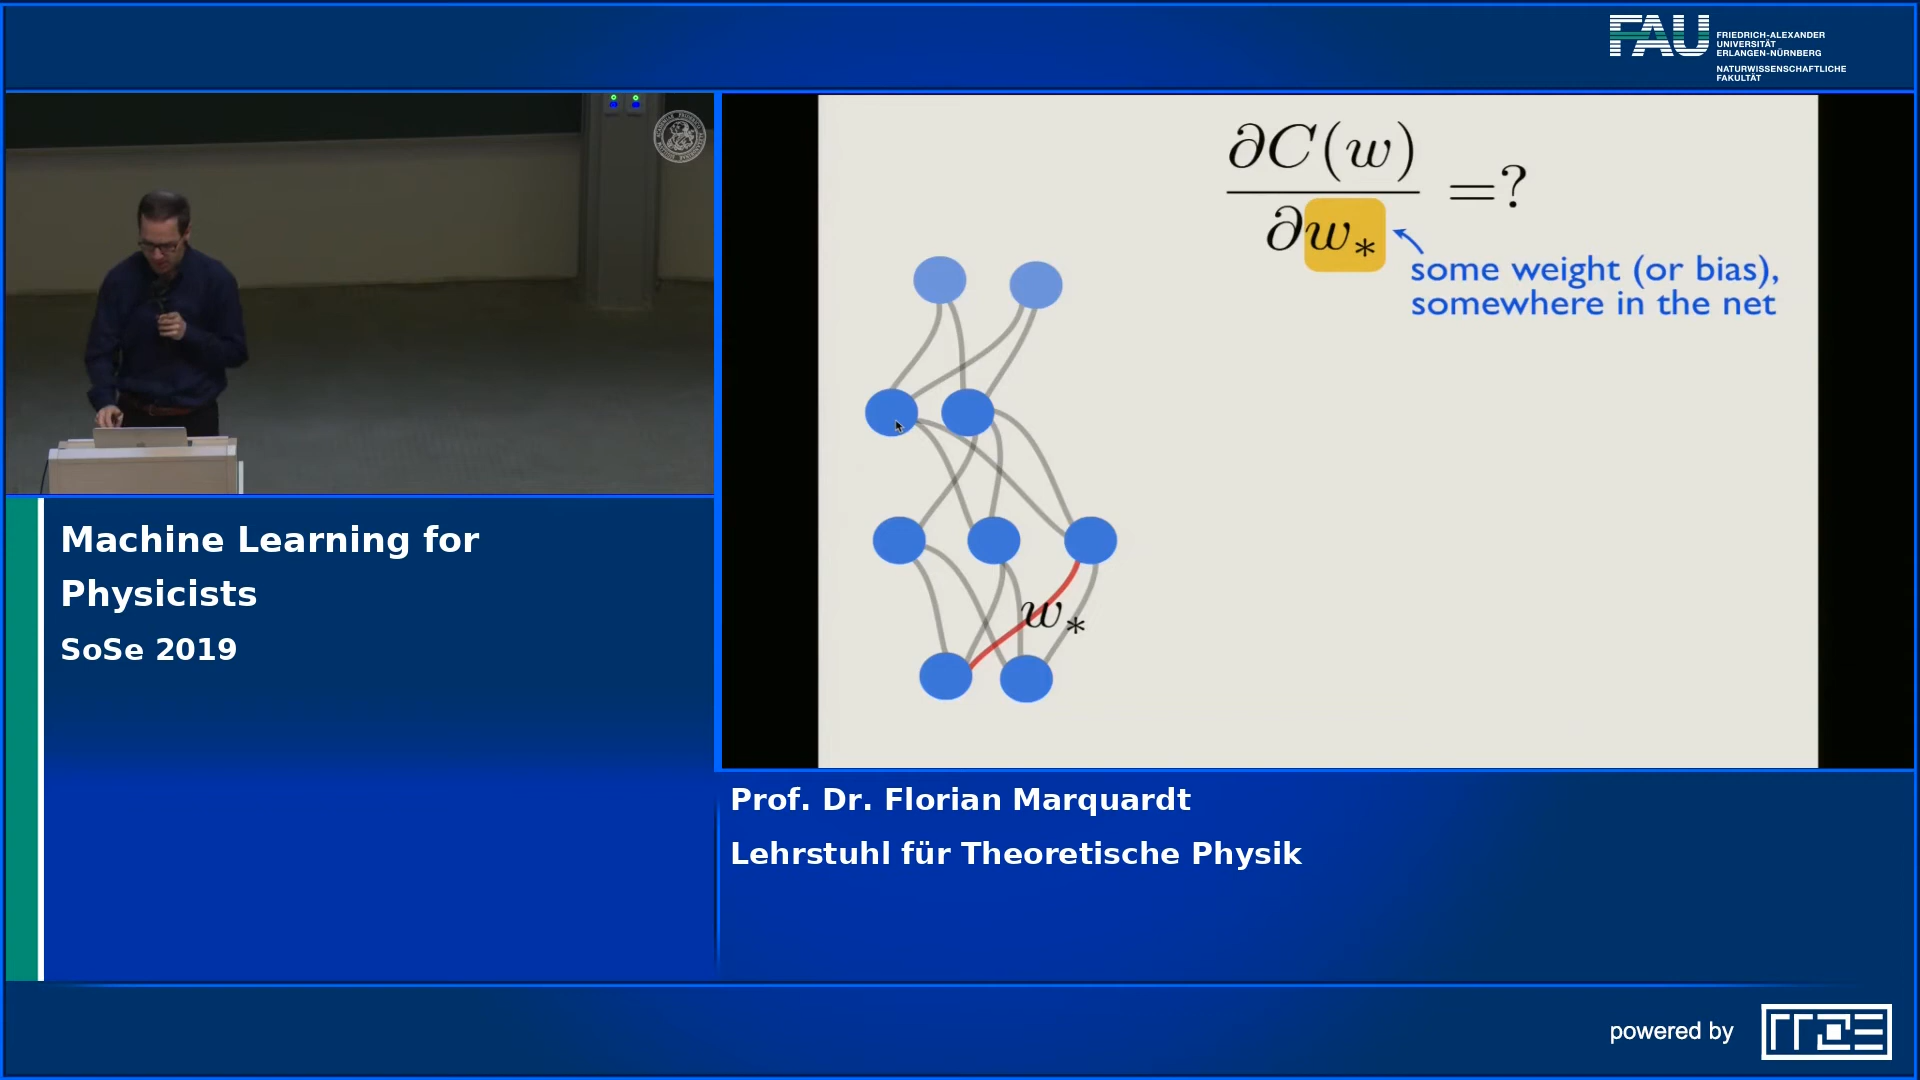 FAU
FRIEDRICH-ALEXANDER
UNIVERSITÄT
ERLANGEN-NÜRNBERG
NATURWISSENSCHAFTLICHE
FAKULTÄT
∂C(w)
∂w* =?
some weight (or bias),
somewhere in the net
w*
Machine Learning for
Physicists
SoSe 2019
Prof. Dr. Florian Marquardt
Lehrstuhl für Theoretische Physik
powered by
rrze